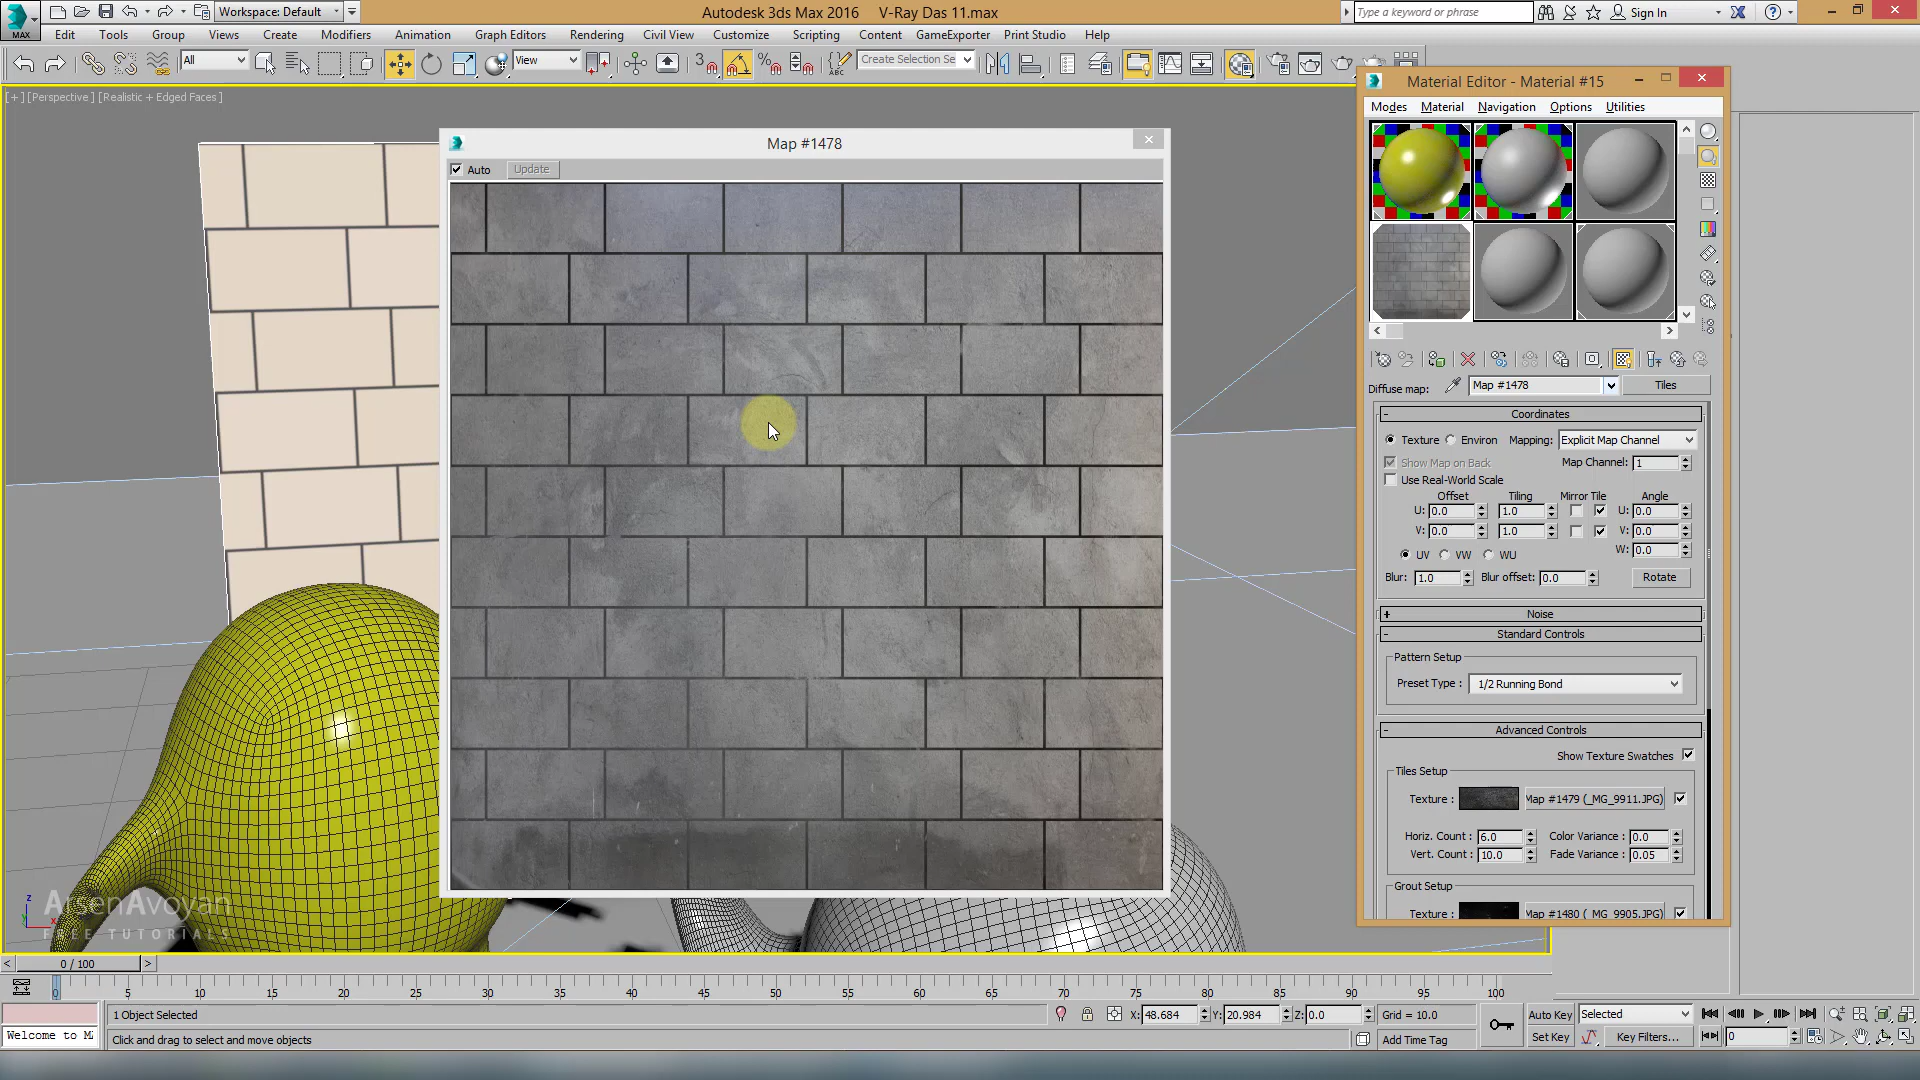 Workspace: Default
Autodesk 3ds Max 2016 V-Ray Das 11.max
Type a keyword or phrase
Sign In
MAX
Edit Tools Group Views Create Modifiers Animation Graph Editors Rendering Civil View Customize Scripting Content GameExporter Print Studio Help
All
View
3
ABC
Create Selection Se
[+] [Perspective] [Realistic + Edged Faces]
Map #1478
Auto Update
Material Editor - Material #15
Modes Material Navigation Options Utilities
Diffuse map: Map #1478 Tiles
Coordinates
Texture Environ Mapping: Explicit Map Channel
Show Map on Back Map Channel: 1
Use Real-World Scale
Offset Tiling Mirror Tile Angle
U: 0.0 1.0 U: 0.0
V: 0.0 1.0 V: 0.0
W: 0.0
UV VW WU
Blur: 1.0 Blur offset: 0.0 Rotate
Noise
Standard Controls
Pattern Setup
Preset Type : 1/2 Running Bond
Advanced Controls
Show Texture Swatches
Tiles Setup
Texture : Map #1479 (_MG_9911.JPG)
Horiz. Count : 6.0 Color Variance : 0.0
Vert. Count : 10.0 Fade Variance : 0.05
Grout Setup
Texture : Map #1480 (_MG_9905.JPG)
ArsenAvoyan
FREE TUTORIALS
z
x
y
< 0 / 100 >
0 5 10 15 20 25 30 35 40 45 50 55 60 65 70 75 80 85 90 95 100
1 Object Selected
X: 48.684 Y: 20.984 Z: 0.0 Grid = 10.0
Auto Key Selected
Welcome to M
Click and drag to select and move objects
Add Time Tag
Set Key Key Filters... 0